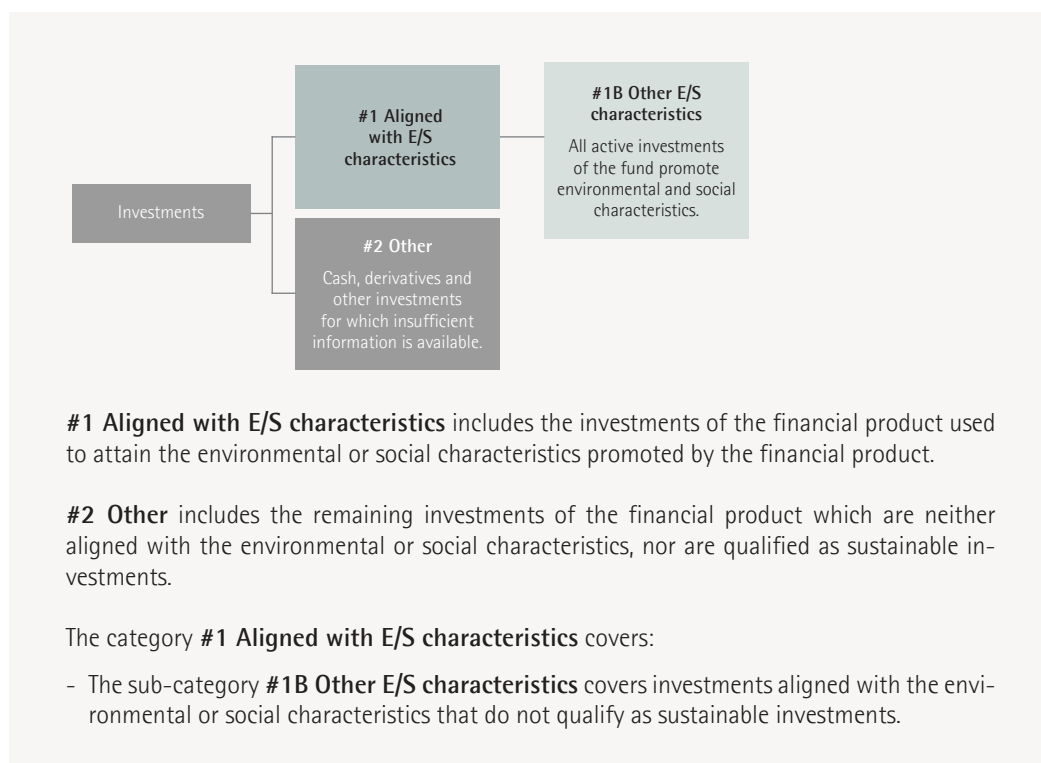 #1 Aligned
with E/S
characteristics
#1B Other E/S
characteristics
All active investments
of the fund promote
environmental and social
characteristics.
Investments
#2 Other
Cash, derivatives and
other investments
for which insufficient
information is available.
#1 Aligned with E/S characteristics includes the investments of the financial product used
to attain the environmental or social characteristics promoted by the financial product.
#2 Other includes the remaining investments of the financial product which are neither
aligned with the environmental or social characteristics, nor are qualified as sustainable in-
vestments.
The category #1 Aligned with E/S characteristics covers:
- The sub-category #1B Other E/S characteristics covers investments aligned with the envi-
ronmental or social characteristics that do not qualify as sustainable investments.